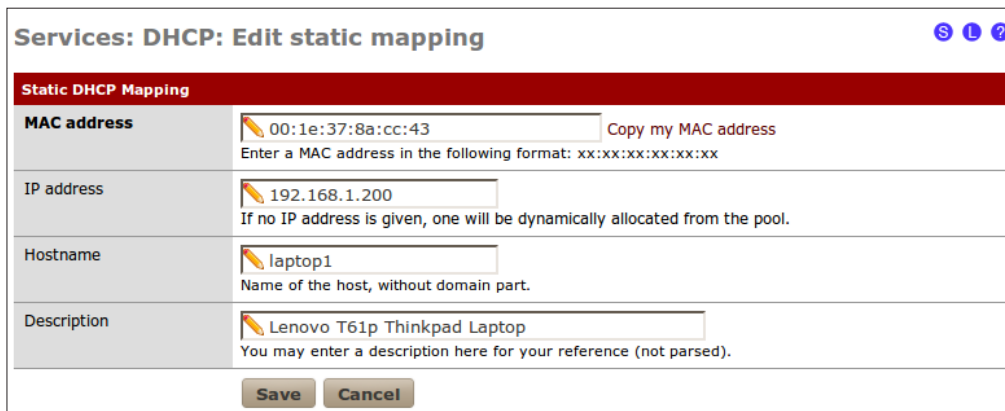 Services: DHCP: Edit static mapping
S L ?
Static DHCP Mapping
MAC address
00:1e:37:8a:cc:43 Copy my MAC address
Enter a MAC address in the following format: xx:xx:xx:xx:xx:xx
IP address
192.168.1.200
If no IP address is given, one will be dynamically allocated from the pool.
Hostname
laptop1
Name of the host, without domain part.
Description
Lenovo T61p Thinkpad Laptop
You may enter a description here for your reference (not parsed).
Save Cancel